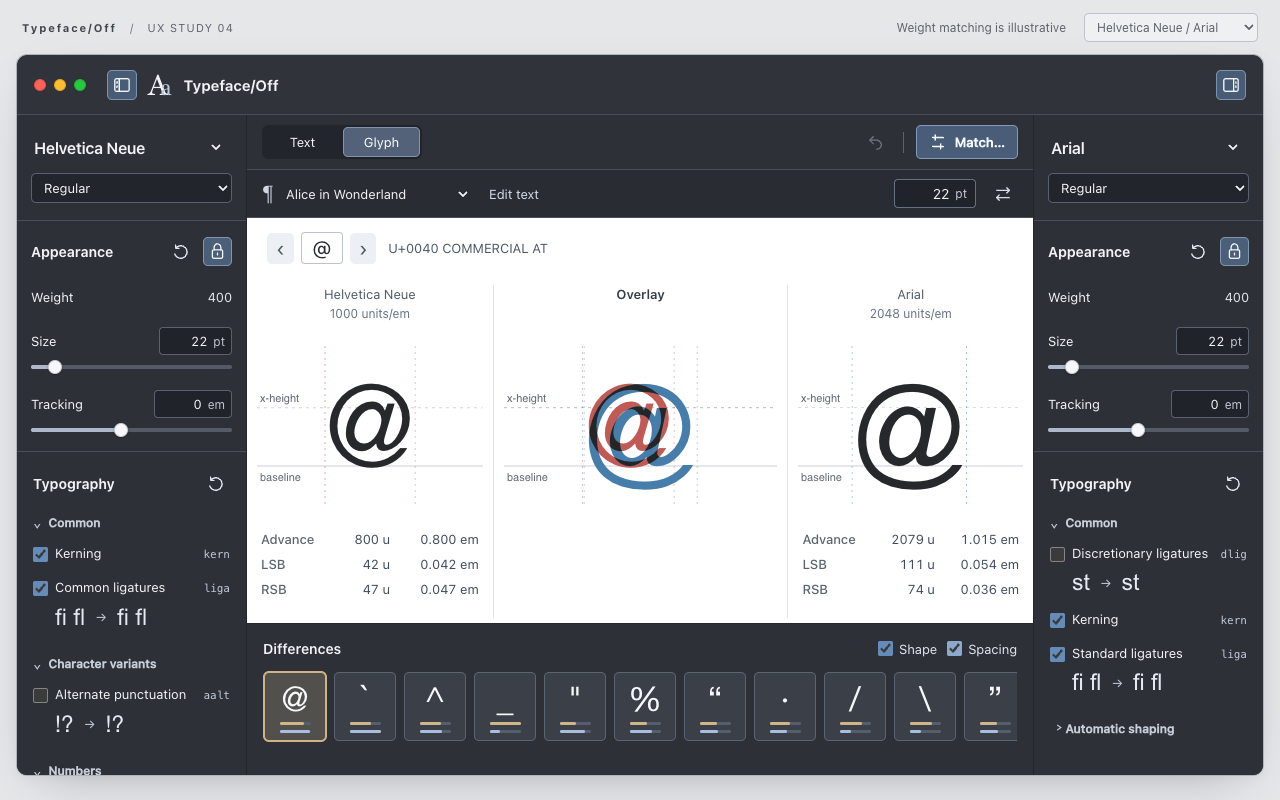 Typeface/Off / UX STUDY 04
Weight matching is illustrative
Helvetica Neue / Arial
Aa Typeface/Off
Helvetica Neue
Regular
Appearance
Weight 400
Size 22 pt
Tracking 0 em
Typography
Common
Kerning kern
Common ligatures liga
fi fl → fi fl
Character variants
Alternate punctuation aalt
!? → !?
Numbers
Text Glyph
Match...
¶ Alice in Wonderland
Edit text
22 pt
‹ @ › U+0040 COMMERCIAL AT
Helvetica Neue
1000 units/em
x-height
@
baseline
Advance 800 u 0.800 em
LSB 42 u 0.042 em
RSB 47 u 0.047 em
Overlay
x-height
@
baseline
Arial
2048 units/em
x-height
@
baseline
Advance 2079 u 1.015 em
LSB 111 u 0.054 em
RSB 74 u 0.036 em
Differences
Shape Spacing
@ ` ^ _ " % “ · / \ ”
Arial
Regular
Appearance
Weight 400
Size 22 pt
Tracking 0 em
Typography
Common
Discretionary ligatures dlig
st → st
Kerning kern
Standard ligatures liga
fi fl → fi fl
Automatic shaping